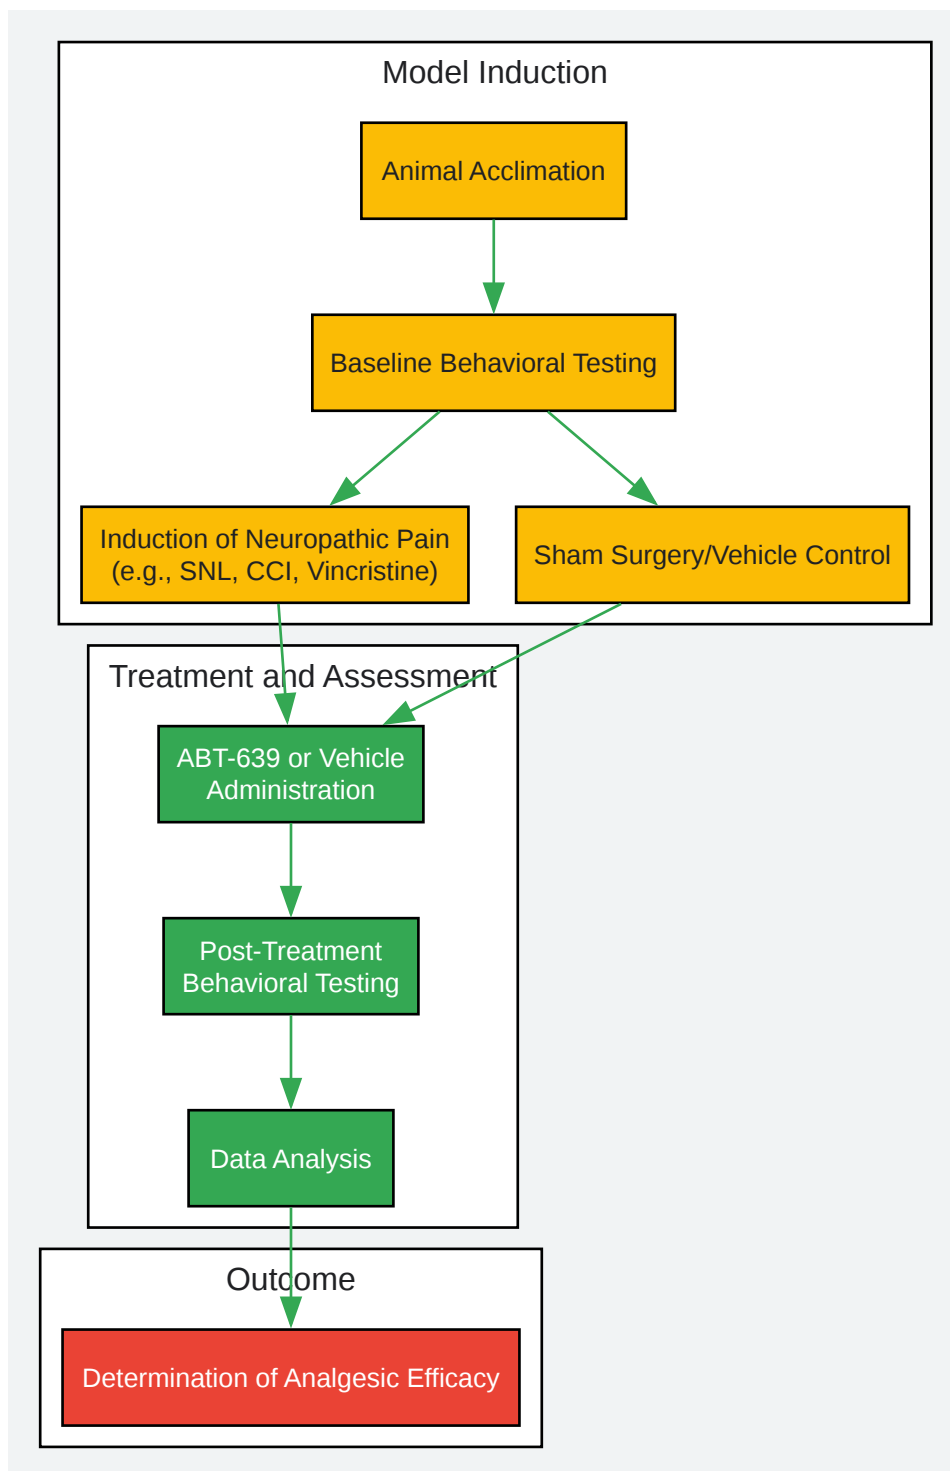 Model Induction
Animal Acclimation
Baseline Behavioral Testing
Induction of Neuropathic Pain
(e.g., SNL, CCI, Vincristine)
Sham Surgery/Vehicle Control
Treatment and Assessment
ABT-639 or Vehicle
Administration
Post-Treatment
Behavioral Testing
Data Analysis
Outcome
Determination of Analgesic Efficacy